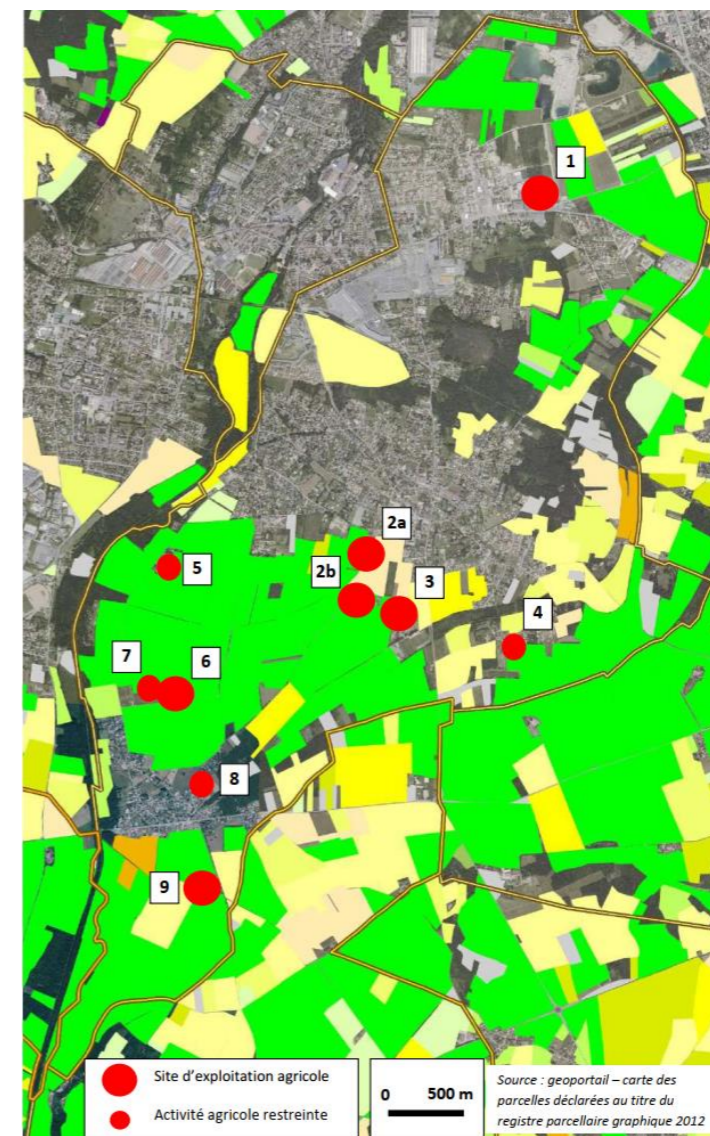 1
2a
2b
3
5
4
7
6
8
9
Site d'exploitation agricole
Activité agricole restreinte
0 500 m
Source : geoportail – carte des
parcelles déclarées au titre du
registre parcellaire graphique 2012